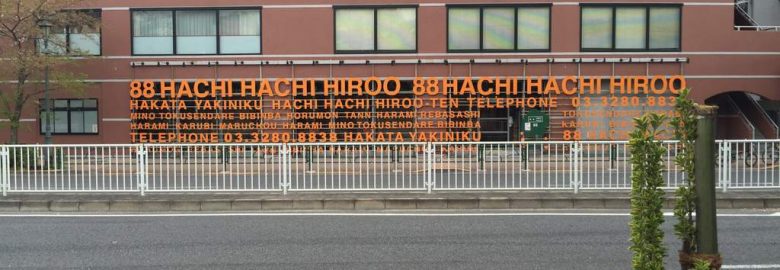 88 HACHI HACHI HIROO 88 HACHI HACHI HIROO
HAKATA YAKINIKU HACHI HACHI HIROO-TEN TELEPHONE 03.3280.883
MINO TOKUSENDARE BIBINBA HORUMON TANN HARAMI REBASASHI
HARAMI KARUBI MARUCHOU HARAMI MINO TOKUSENDARE BIBINBA
TELEPHONE 03.3280.8838 HAKATA YAKINIKU 88